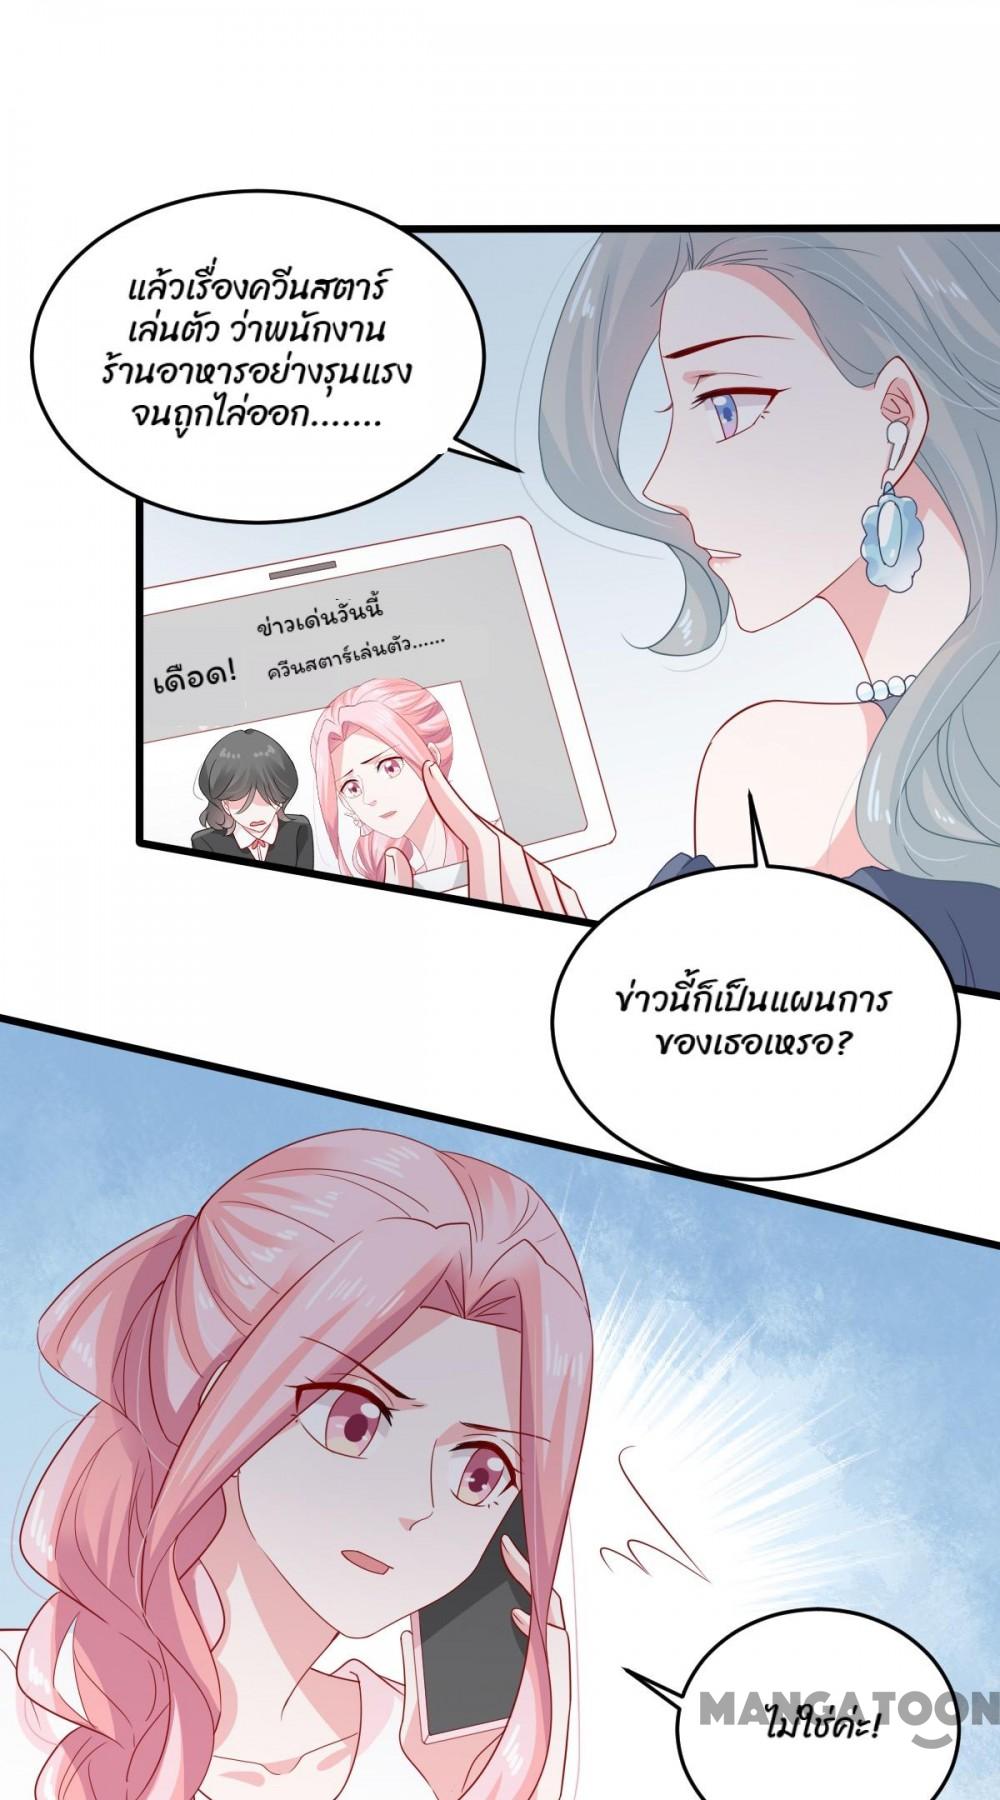 แล้วเรื่องควีนสตาร์
เล่นตัว ว่าพนักงาน
ร้านอาหารอย่างรุนแรง
จนถูกไล่ออก.......
ข่าวเด่นวันนี้
เดือด!
ควีนสตาร์เล่นตัว......
ข่าวนี้ก็เป็นแผนการ
ของเธอเหรอ?
MANGATOON
ไม่ใช่ค่ะ!